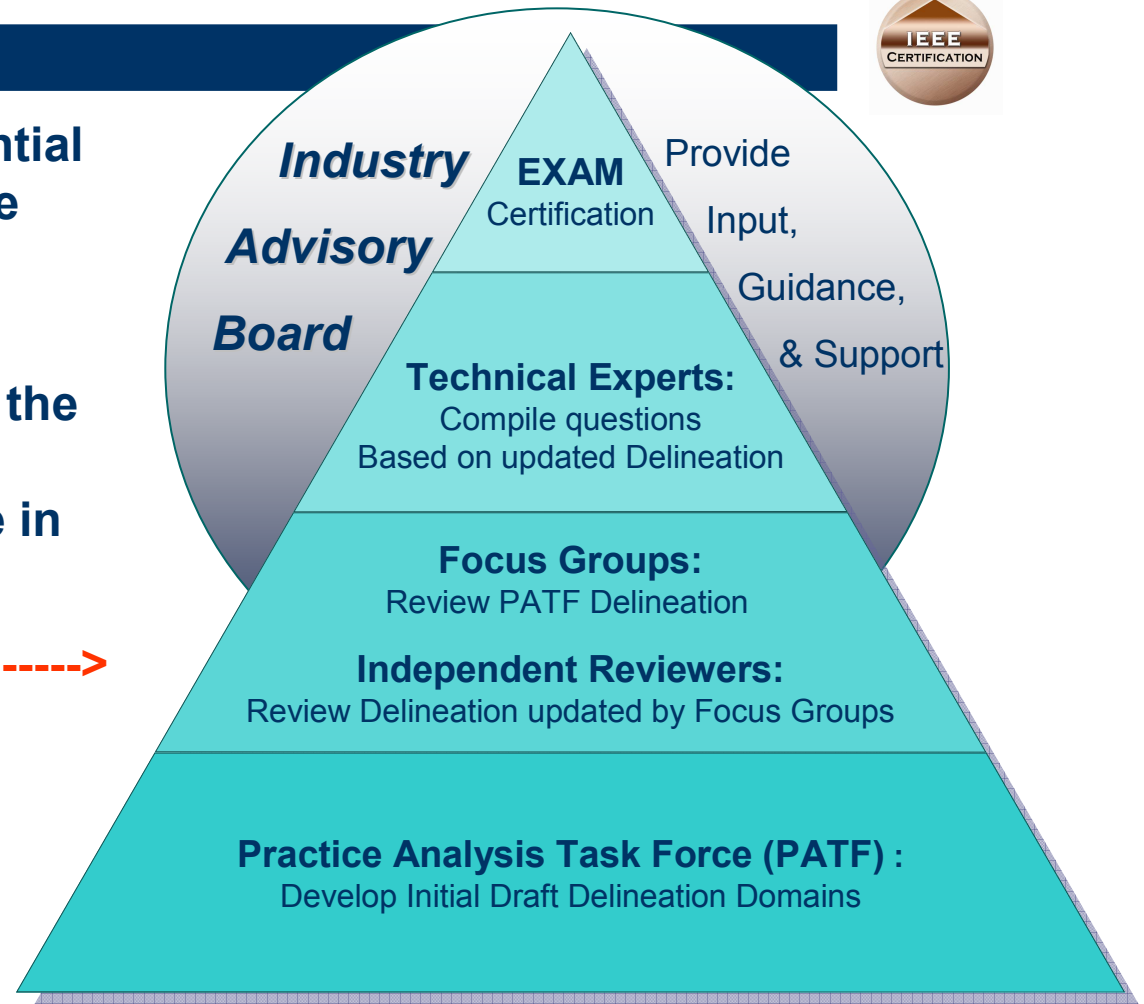 IEEE
CERTIFICATION
ntial
e
the
e in
----->
Industry
Advisory
Board
EXAM
Certification
Provide
Input,
Guidance,
& Support
Technical Experts:
Compile questions
Based on updated Delineation
Focus Groups:
Review PATF Delineation
Independent Reviewers:
Review Delineation updated by Focus Groups
Practice Analysis Task Force (PATF) :
Develop Initial Draft Delineation Domains